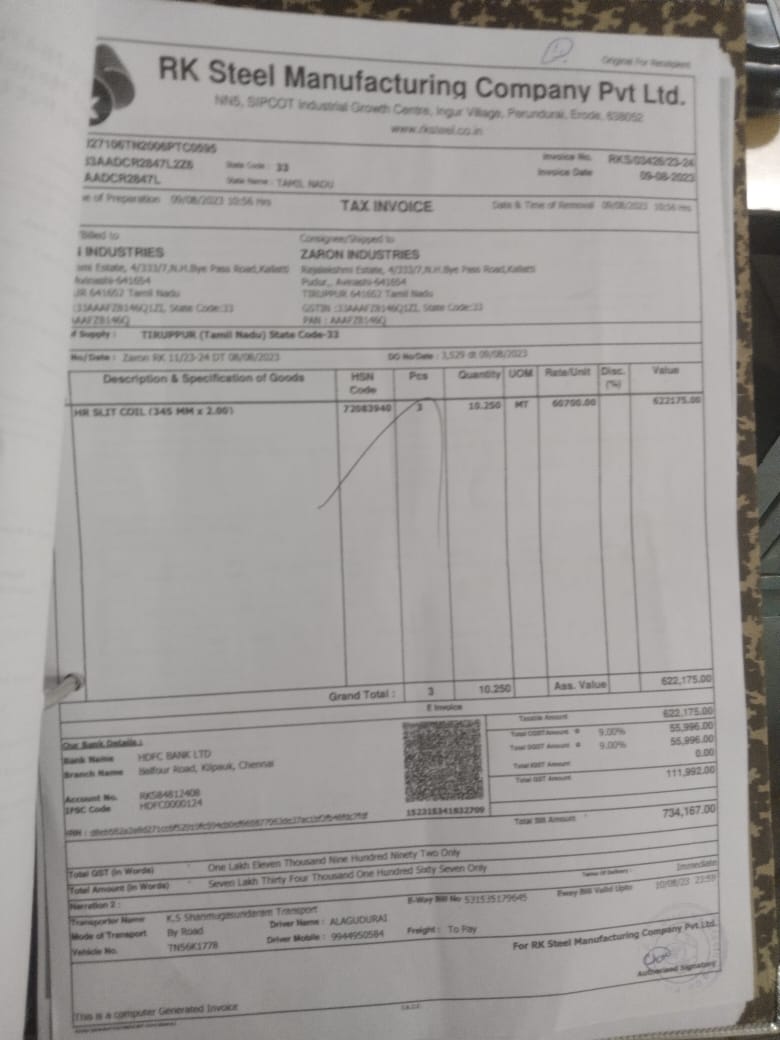 Original For Receipient
RK Steel Manufacturing Company Pvt Ltd.
NN5, SIPCOT Industrial Growth Centre, Ingur Village, Perundurai, Erode, 638052
www.rksteel.co.in
27106TN2006PTC0595
33AADCR2847L2Z6 State Code : 33 Invoice No. RKS/03426/23-24
AADCR2847L State Name : TAMIL NADU Invoice Date 09-08-2023
e of Preparation 09/08/2023 10:56 Hrs TAX INVOICE Date & Time of Removal 09/08/2023 10:56 Hrs
Billed to Consignee/Shipped to
INDUSTRIES ZARON INDUSTRIES
Estate, 4/333/7,N.H.Bye Pass Road,Kaliatti Rajalakshmi Estate, 4/333/7,N.H.Bye Pass Road,Kaliatti
Avinashi-641654 Pudur,, Avinashi-641654
UR 641652 Tamil Nadu TIRUPPUR 641652 Tamil Nadu
:33AAAFZ8146Q1ZL State Code:33 GSTIN :33AAAFZ8146Q1ZL State Code:33
AAAFZ8146Q PAN : AAAFZ8146Q
f Supply : TIRUPPUR (Tamil Nadu) State Code-33
No/Date : Zaron RK 11/23-24 DT 08/08/2023 DC No/Date : 3,529 dt 09/08/2023
Description & Specification of Goods HSN Code Pcs Quantity UOM Rate/Unit Disc. (%) Value
HR SLIT COIL (345 MM x 2.00) 72083940 3 10.250 MT 60700.00 622175.00
Grand Total : 3 10.250 Ass. Value 622,175.00
E Invoice
Taxable Amount 622,175.00
Our Bank Details : Total CGST Amount @ 9.00% 55,996.00
Bank Name HDFC BANK LTD Total SGST Amount @ 9.00% 55,996.00
Branch Name Belfour Road, Kilpauk, Chennai Total IGST Amount 0.00
Total GST Amount 111,992.00
Account No. RKS84812408
IFSC Code HDFC0000124
152315341832709
Total Bill Amount 734,167.00
Total GST (in Words) One Lakh Eleven Thousand Nine Hundred Ninety Two Only
Total Amount (in Words) Seven Lakh Thirty Four Thousand One Hundred Sixty Seven Only
Narration 2 : Terms Of Delivery : Immediate
Transporter Name K.S Shanmugasundaram Transport E-Way Bill No 531535179645 Eway Bill Valid Upto 10/08/23 23:59
Mode of Transport By Road Driver Name : ALAGUDURAI
Vehicle No. TN56K1778 Driver Mobile : 9944950584 Freight : To Pay
For RK Steel Manufacturing Company Pvt.Ltd.
Authorised Signatory
This is a computer Generated Invoice